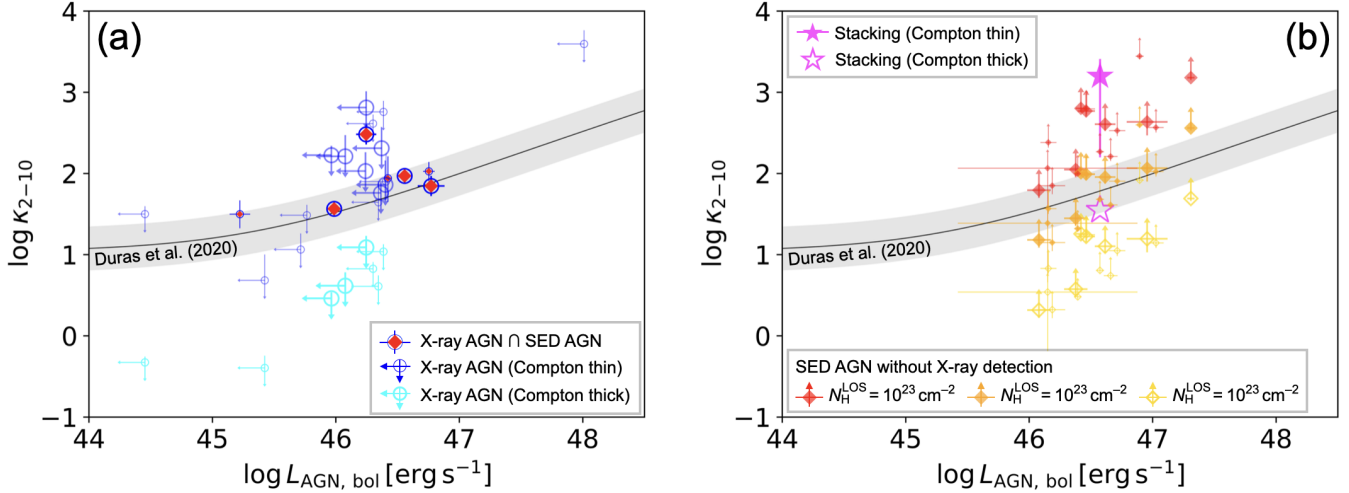 (a)
4
3
2
1
0
−1
log κ2−10
Duras et al. (2020)
X-ray AGN ∩ SED AGN
X-ray AGN (Compton thin)
X-ray AGN (Compton thick)
44 45 46 47 48
log LAGN, bol [erg s−1]
(b)
4
3
2
1
0
−1
log κ2−10
Stacking (Compton thin)
Stacking (Compton thick)
Duras et al. (2020)
SED AGN without X-ray detection
NHLOS = 10²³ cm−2 NHLOS = 10²³ cm−2 NHLOS = 10²³ cm−2
44 45 46 47 48
log LAGN, bol [erg s−1]